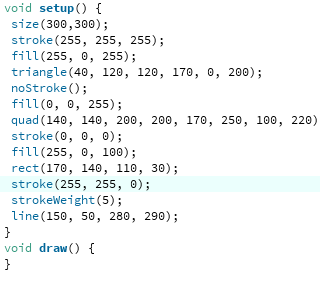 void setup() {
size(300,300);
stroke(255, 255, 255);
fill(255, 0, 255);
triangle(40, 120, 120, 170, 0, 200);
noStroke();
fill(0, 0, 255);
quad(140, 140, 200, 200, 170, 250, 100, 220)
stroke(0, 0, 0);
fill(255, 0, 100);
rect(170, 140, 110, 30);
stroke(255, 255, 0);
strokeWeight(5);
line(150, 50, 280, 290);
}
void draw() {
}